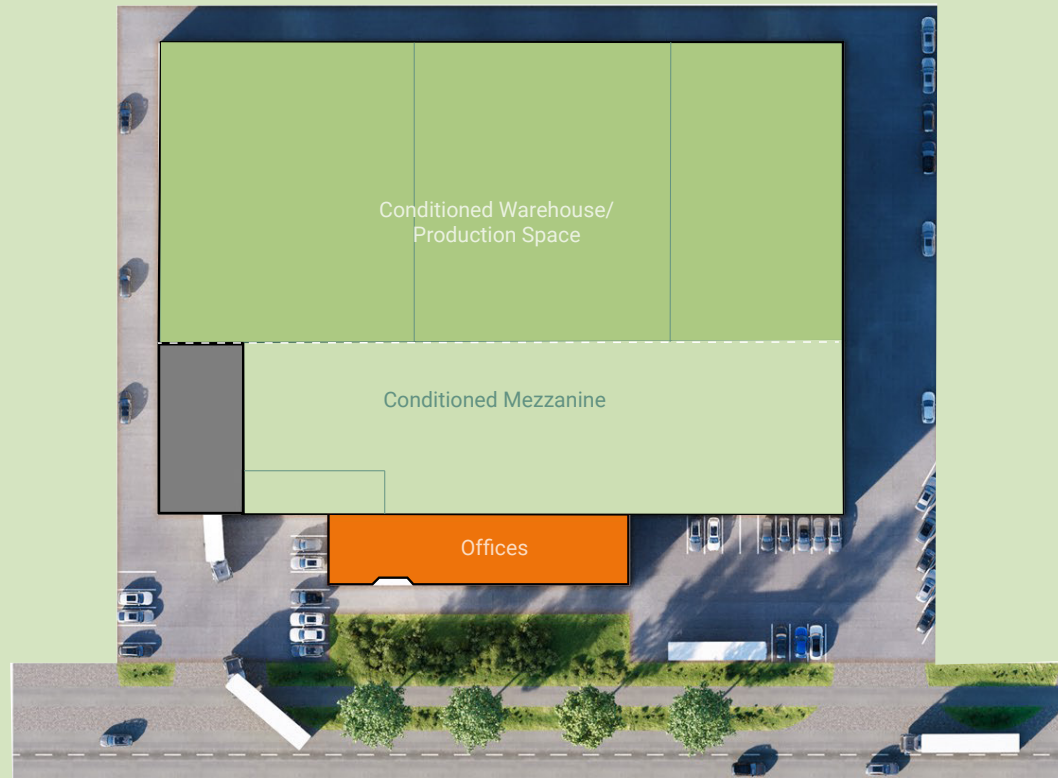 Conditioned Warehouse/
Production Space
Conditioned Mezzanine
Offices